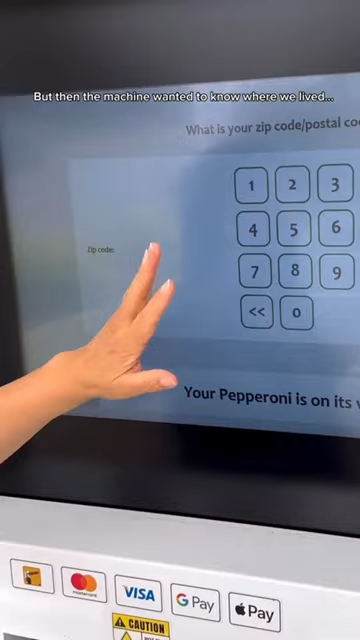 But then the machine wanted to know where we lived...
What is your zip code/postal co
1 2 3
4 5 6
Zip code:
7 8 9
<< 0
Your Pepperoni is on its
mastercard
VISA
G Pay
Pay
CAUTION